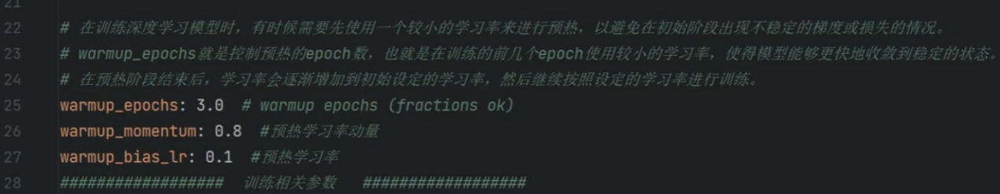 21
22 # 在训练深度学习模型时，有时候需要先使用一个较小的学习率来进行预热，以避免在初始阶段出现不稳定的梯度或损失的情况。
23 # warmup_epochs就是控制预热的epoch数，也就是在训练的前几个epoch使用较小的学习率，使得模型能够更快地收敛到稳定的状态。
24 # 在预热阶段结束后，学习率会逐渐增加到初始设定的学习率，然后继续按照设定的学习率进行训练。
25 warmup_epochs: 3.0  # warmup epochs (fractions ok)
26 warmup_momentum: 0.8  #预热学习率动量
27 warmup_bias_lr: 0.1  #预热学习率
28 ##################  训练相关参数  ##################